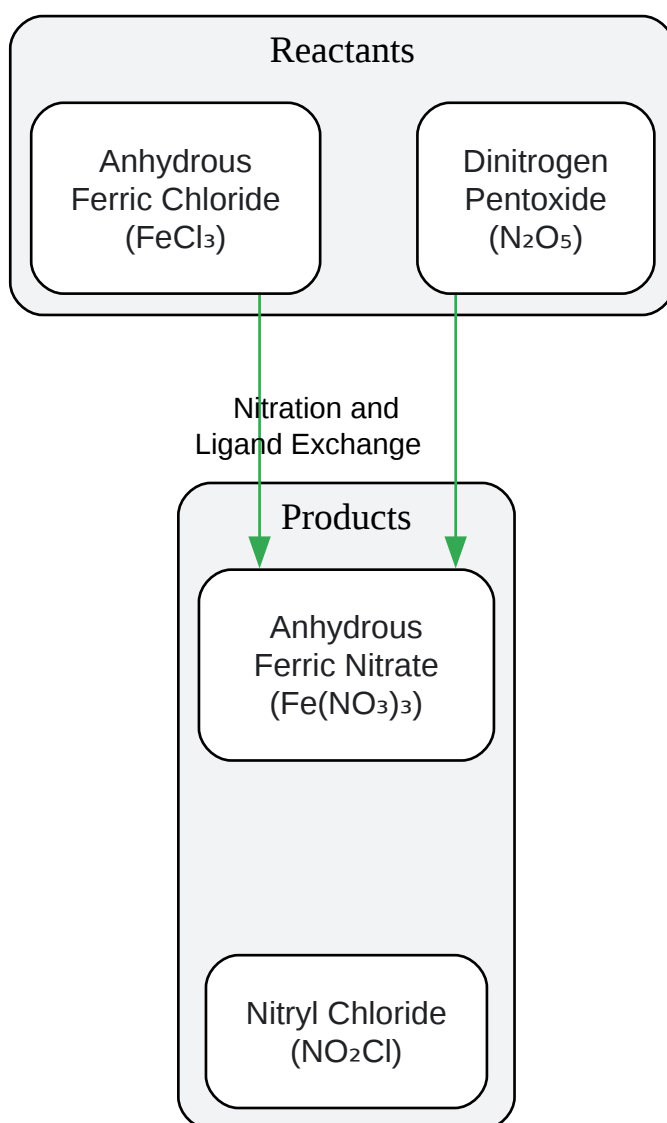 Reactants
Anhydrous
Ferric Chloride
(FeCl₃)
Dinitrogen
Pentoxide
(N₂O₅)
Nitration and
Ligand Exchange
Products
Anhydrous
Ferric Nitrate
(Fe(NO₃)₃)
Nitryl Chloride
(NO₂Cl)